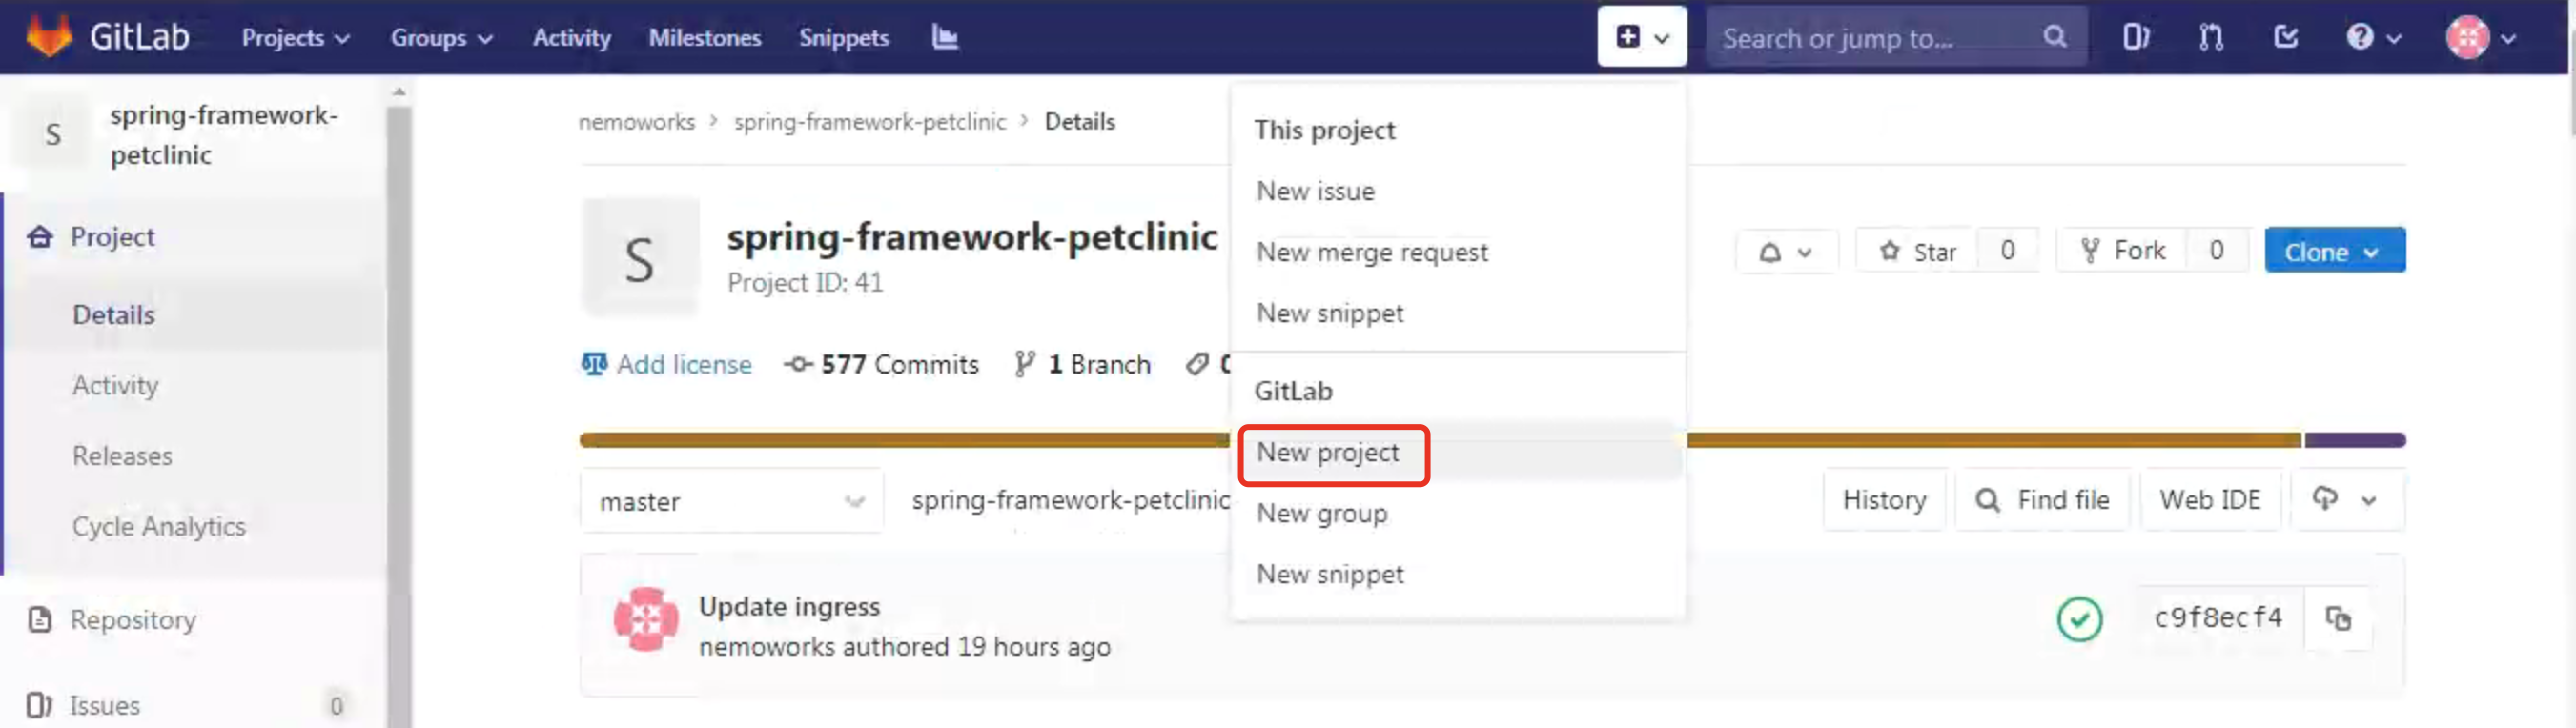 GitLab Projects Groups Activity Milestones Snippets Search or jump to...
S spring-framework-
petclinic
Project
Details
Activity
Releases
Cycle Analytics
Repository
Issues 0
nemoworks > spring-framework-petclinic > Details
S
spring-framework-petclinic
Project ID: 41
Star 0 Fork 0 Clone
Add license 577 Commits 1 Branch
master spring-framework-petclinic
History Find file Web IDE
Update ingress
nemoworks authored 19 hours ago
c9f8ecf4
This project
New issue
New merge request
New snippet
GitLab
New project
New group
New snippet